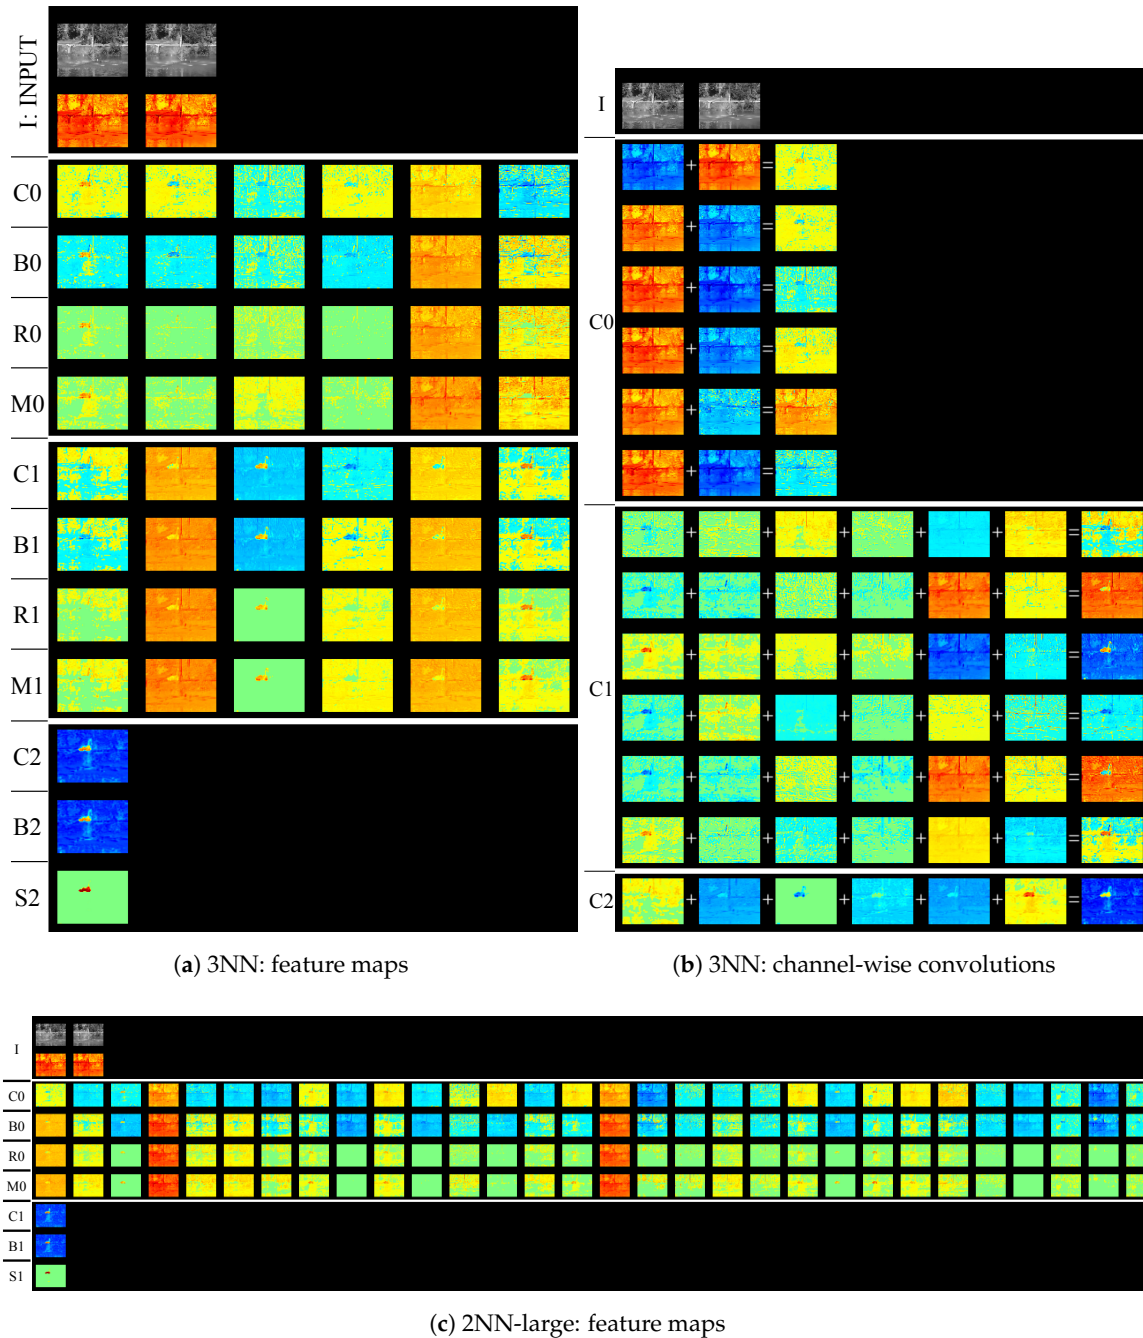 I: INPUT
C0
B0
R0
M0
C1
B1
R1
M1
C2
B2
S2
(a) 3NN: feature maps
I
C0
+ =
+ =
+ =
+ =
+ =
+ =
C1
+ + + + + =
+ + + + + =
+ + + + + =
+ + + + + =
+ + + + + =
+ + + + + =
C2
+ + + + + =
(b) 3NN: channel-wise convolutions
I
C0
B0
R0
M0
C1
B1
S1
(c) 2NN-large: feature maps